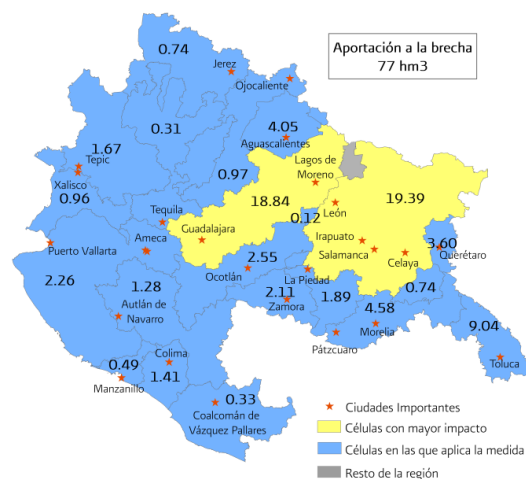 Aportación a la brecha
77 hm3
0.74
Jerez
Ojocaliente
0.31
4.05
Aguascalientes
1.67
Tepic
Xalisco
0.96
0.97
Lagos de
Moreno
18.84
0.12
León
19.39
Tequila
Guadalajara
Irapuato
Salamanca
Celaya
3.60
Querétaro
Puerto Vallarta
Ameca
2.26
2.55
Ocotlán
La Piedad
0.74
1.28
Autlán de
Navarro
2.11
Zamora
1.89
4.58
Morelia
Pátzcuaro
9.04
Toluca
Colima
0.49
1.41
Manzanillo
0.33
Coalcomán de
Vázquez Pallares
Ciudades Importantes
Células con mayor impacto
Células en las que aplica la medida
Resto de la región